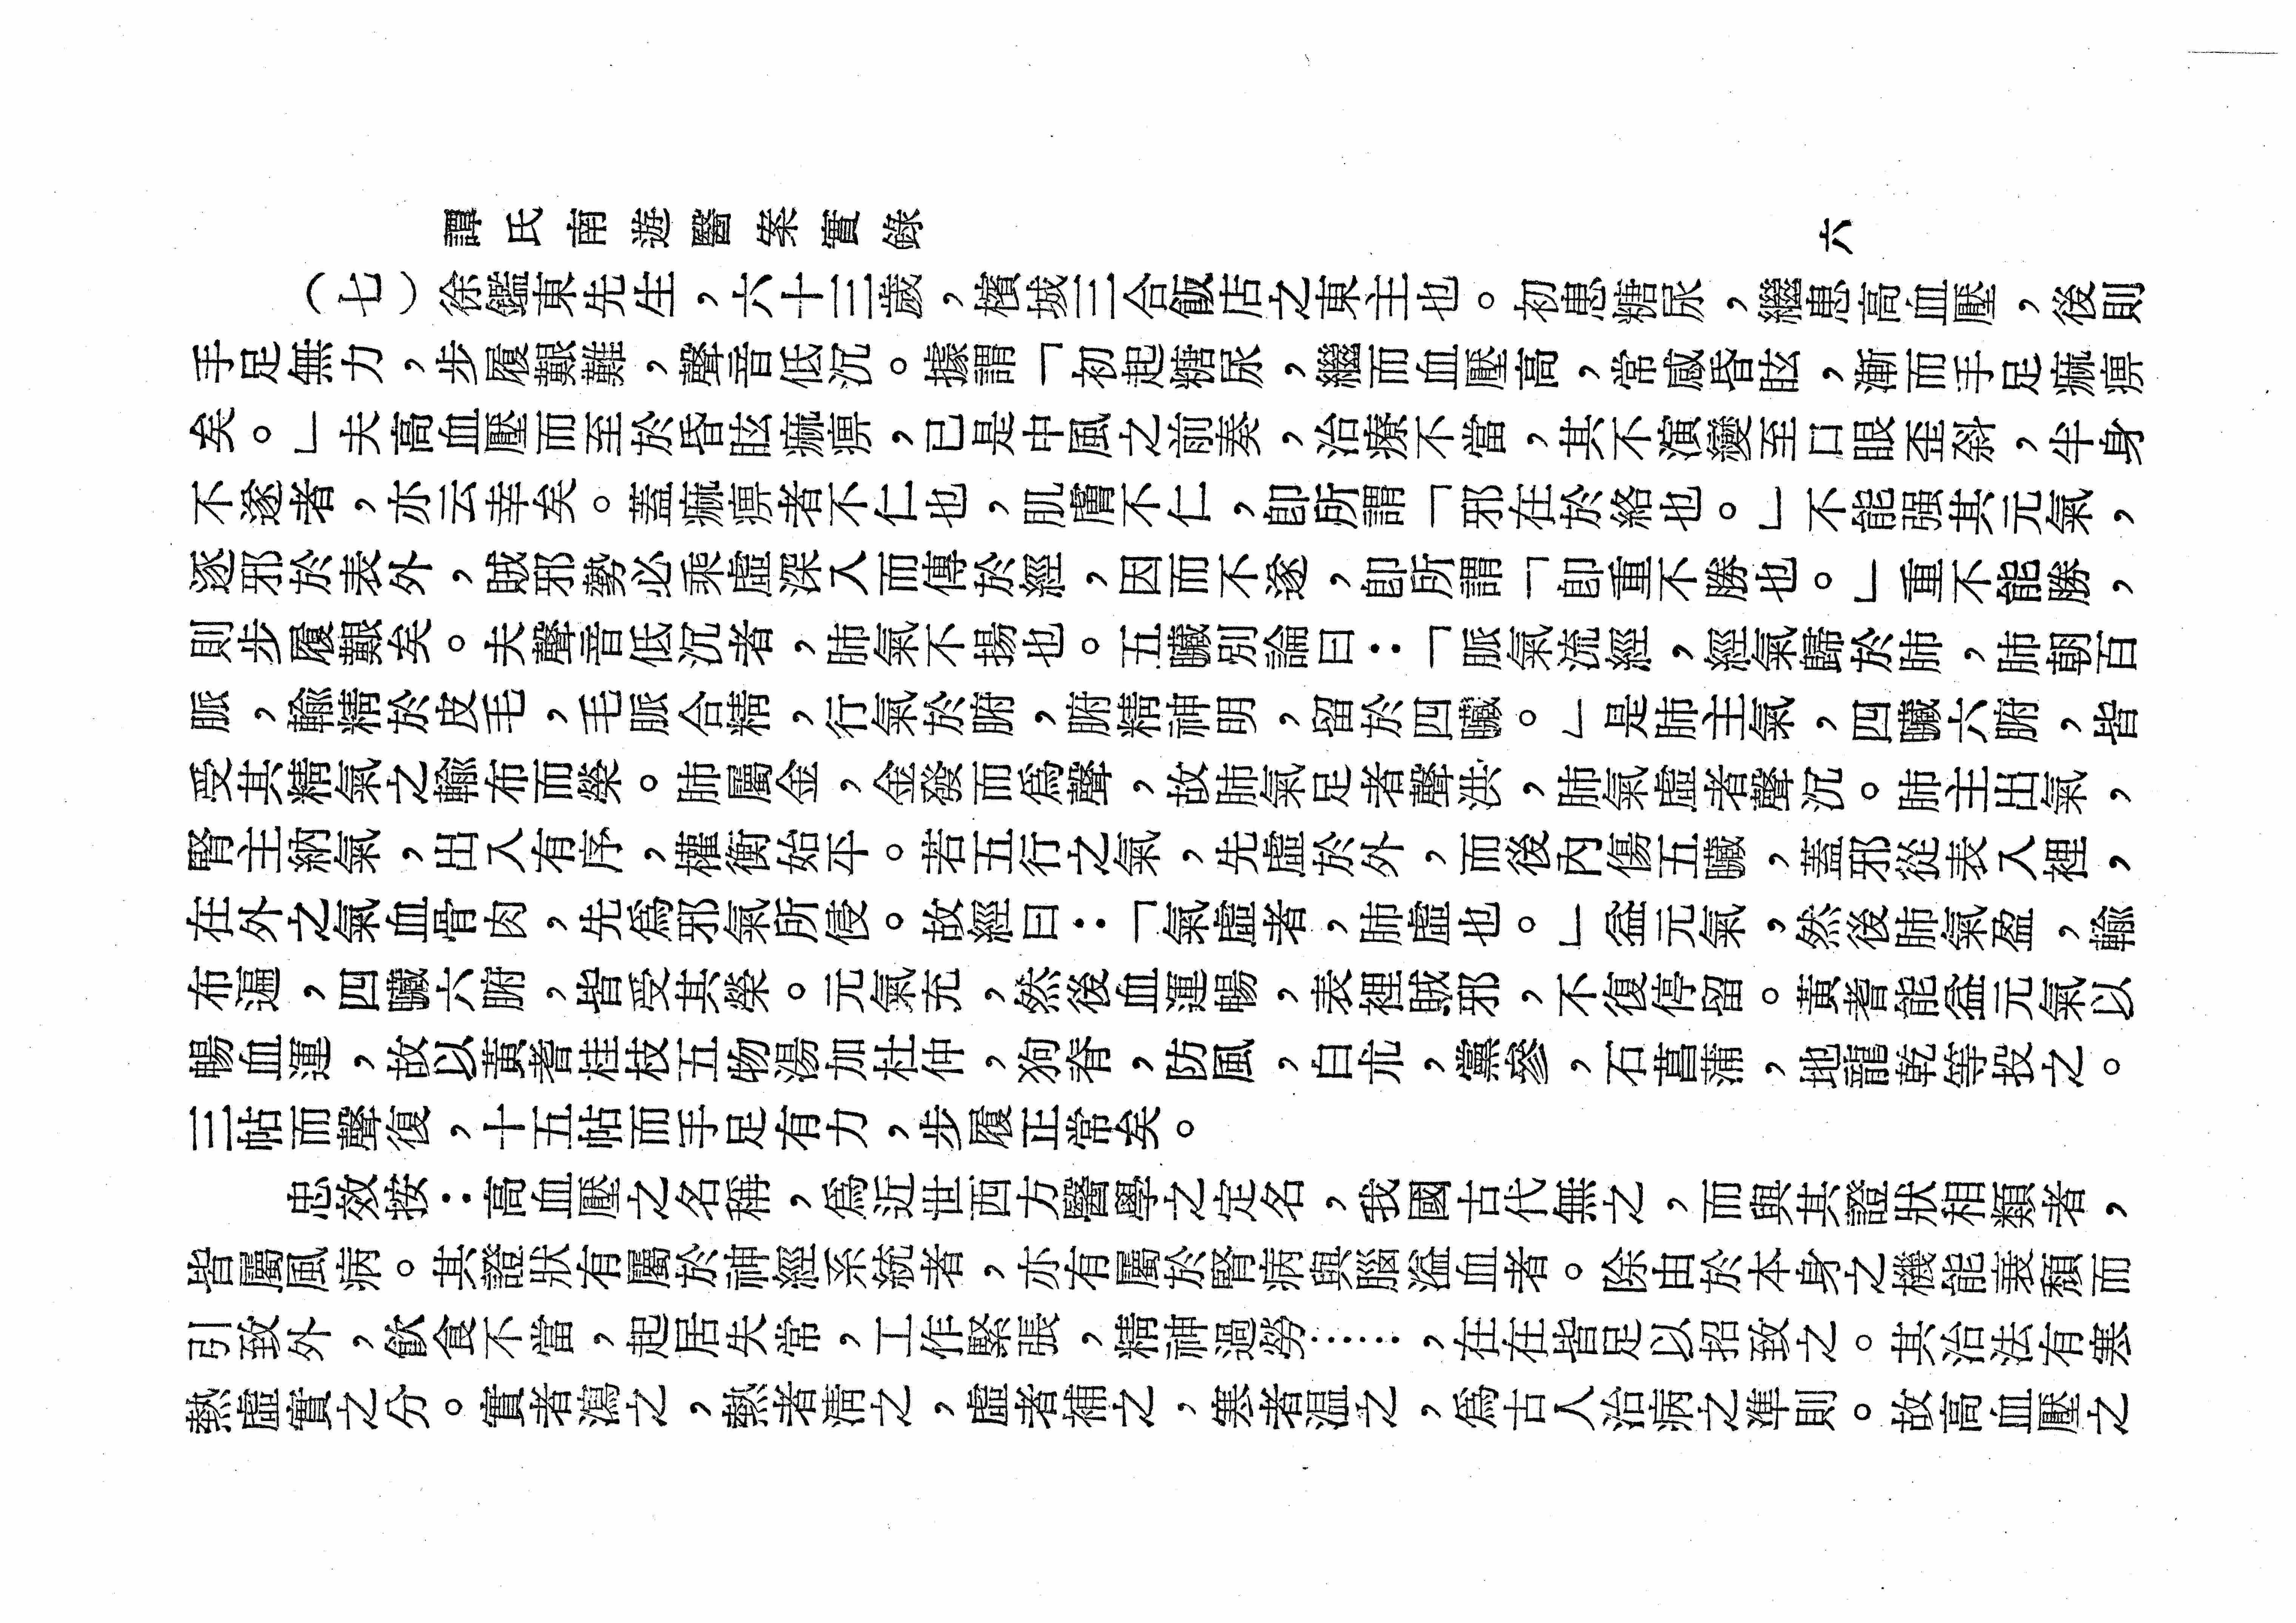 譚氏南遊醫案實錄
六
（七）徐鑑東先生，六十三歲，檳城三合飯店之東主也。初患糖尿，繼患高血壓，後則
手足無力，步履艱難，聲音低沉。據謂「初起糖尿，繼而血壓高，常感昏眩，漸而手足痲痹
矣。」夫高血壓而至於昏眩痲痹，已是中風之前奏，治療不當，其不演變至口眼歪斜，半身
不遂者，亦云幸矣。蓋痲痹者不仁也，肌膚不仁，卽所謂「邪在於絡也。」不能强其元氣，
逐邪於表外，賊邪勢必乘虛深入而傳於經，因而不遂，卽所謂「卽重不勝也。」重不能勝，
則步履艱矣。夫聲音低沉者，肺氣不揚也。五臟別論曰：「脈氣流經，經氣歸於肺，肺朝百
脈，輸精於皮毛，毛脈合精，行氣於腑，腑精神明，留於四臟。」是肺主氣，四臟六腑，皆
受其精氣之輸布而榮。肺屬金，金發而爲聲，故肺氣足者聲洪，肺氣虛者聲沉。肺主出氣，
腎主納氣，出入有序，權衡始平。若五行之氣，先虛於外，而後內傷五臟，蓋邪從表入裡，
在外之氣血骨肉，先爲邪氣所侵。故經曰：「氣虛者，肺虛也。」益元氣，然後肺氣盈，輸
布遍，四臟六腑，皆受其榮。元氣充，然後血運暢，表裡賊邪，不復停留。黃耆能益元氣以
暢血運，故以黃耆桂枝五物湯加杜仲，狗脊，防風，白朮，黨參，石菖蒲，地龍乾等投之。
三帖而聲復，十五帖而手足有力，步履正常矣。
忠效按：高血壓之名稱，爲近世西方醫學之定名，我國古代無之，而與其證狀相類者，
皆屬風病。其證狀有屬於神經系統者，亦有屬於腎病與腦溢血者。除由於本身之機能衰頹而
引致外，飮食不當，起居失常，工作緊張，精神過勞……，在在皆足以招致之。其治法有寒
熱虛實之分。實者瀉之，熱者淸之，虛者補之，寒者温之，爲古人治病之準則。故高血壓之